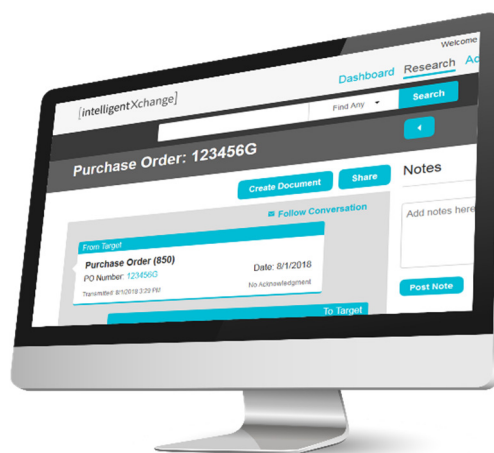 Welcome
[intelligentXchange]
Dashboard Research
Find Any Search
Purchase Order: 123456G
Create Document Share
Notes
Follow Conversation
Add notes here
From Target
Purchase Order (850)
PO Number: 123456G
Date: 8/1/2018
Transmitted: 8/1/2018 2:29 PM
No Acknowledgment
Post Note
To Target